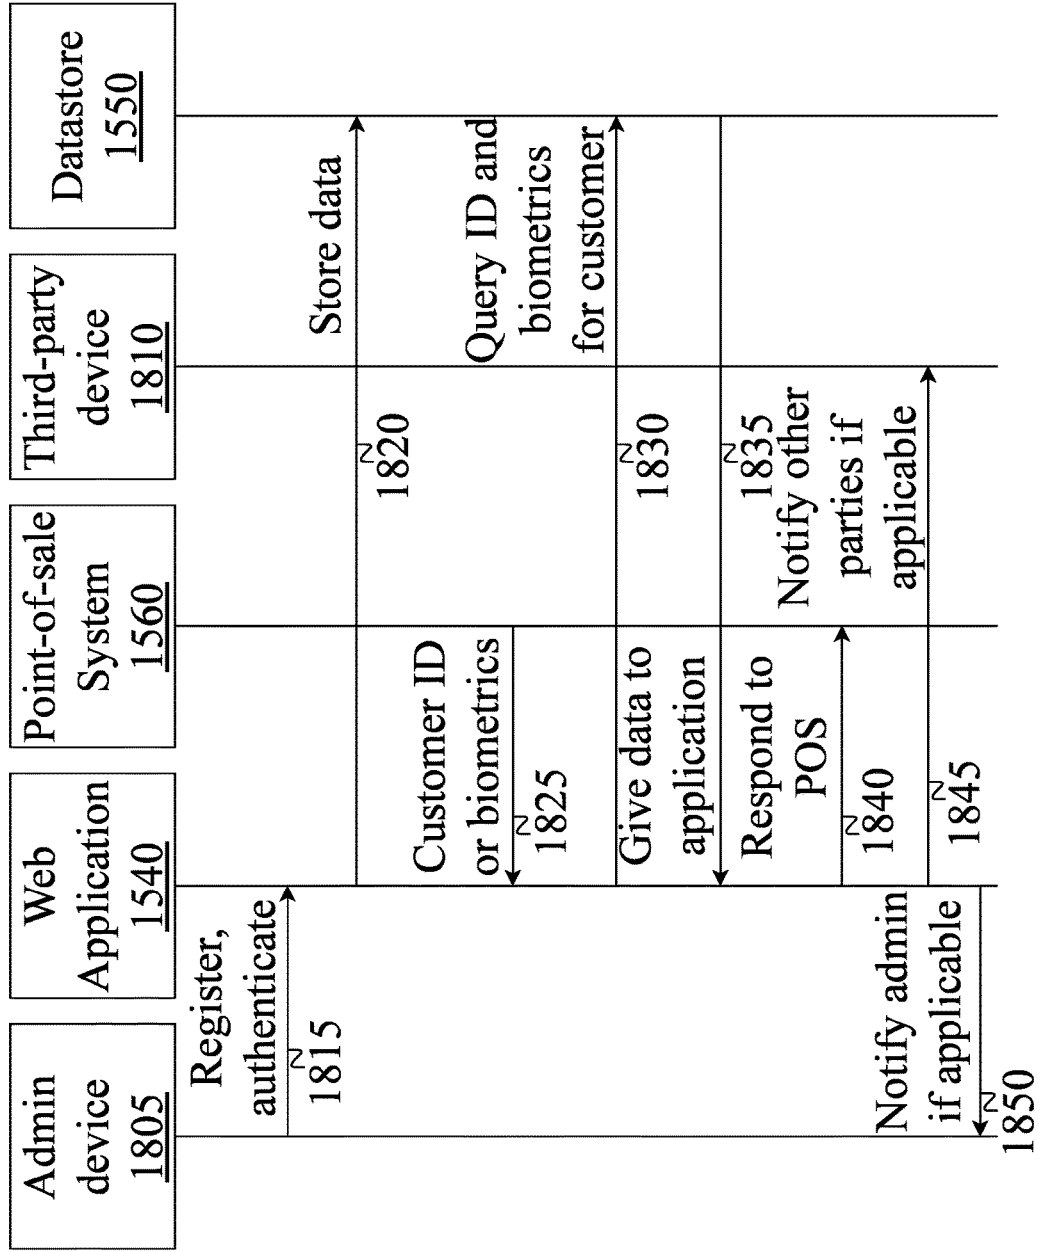 Admin
device
1805
Web
Application
1540
Point-of-sale
System
1560
Third-party
device
1810
Datastore
1550
Register,
authenticate
1815
Store data
1820
Customer ID
or biometrics
1825
Query ID and
biometrics
for customer
1830
Give data to
application
1835
Respond to
POS
1840
Notify other
parties if
applicable
1845
Notify admin
if applicable
1850